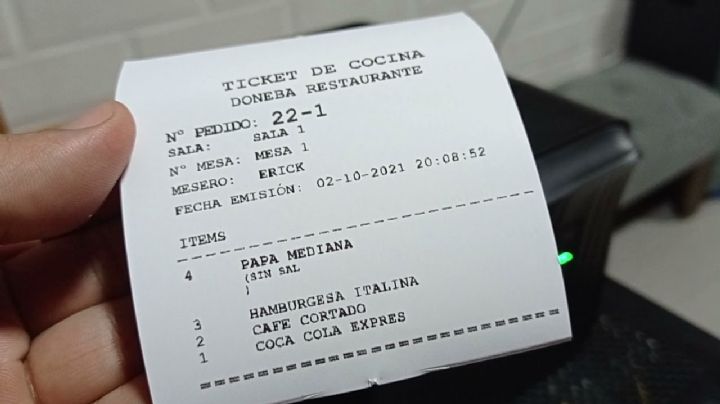 TICKET DE COCINA
DONEBA RESTAURANTE
Nº PEDIDO: 22-1
SALA: SALA 1
Nº MESA: MESA 1
MESERO: ERICK
FECHA EMISIÓN: 02-10-2021 20:08:52
ITEMS
4 PAPA MEDIANA
(SIN SAL
)
3 HAMBURGESA ITALINA
2 CAFE CORTADO
1 COCA COLA EXPRES